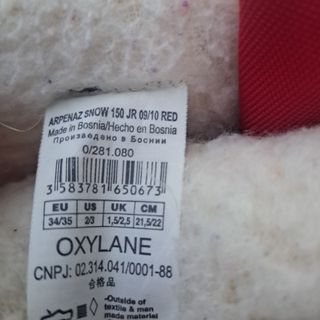 ARPENAZ SNOW 150 JR 09/10 RED
Made in Bosnia/Hecho en Bosnia
Произведено в Боснии
0/281.080
3 583781 650673
EU US UK CM
34/35 2/3 1,5/2,5 21,5/22
OXYLANE
CNPJ: 02.314.041/0001-88
合格品
-Outside of
textile & man
made material